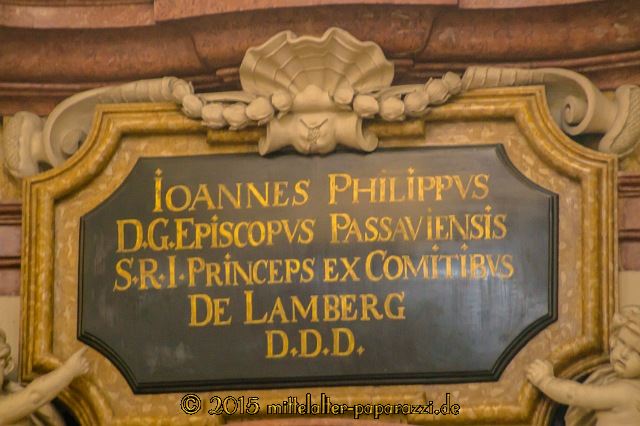 IOANNES PHILIPPVS
D.G.EPISCOPVS PASSAVIENSIS
S.R.I.PRINCEPS EX COMITIBVS
DE LAMBERG
D.D.D.
© 2015 mittelalter-paparazzi.de